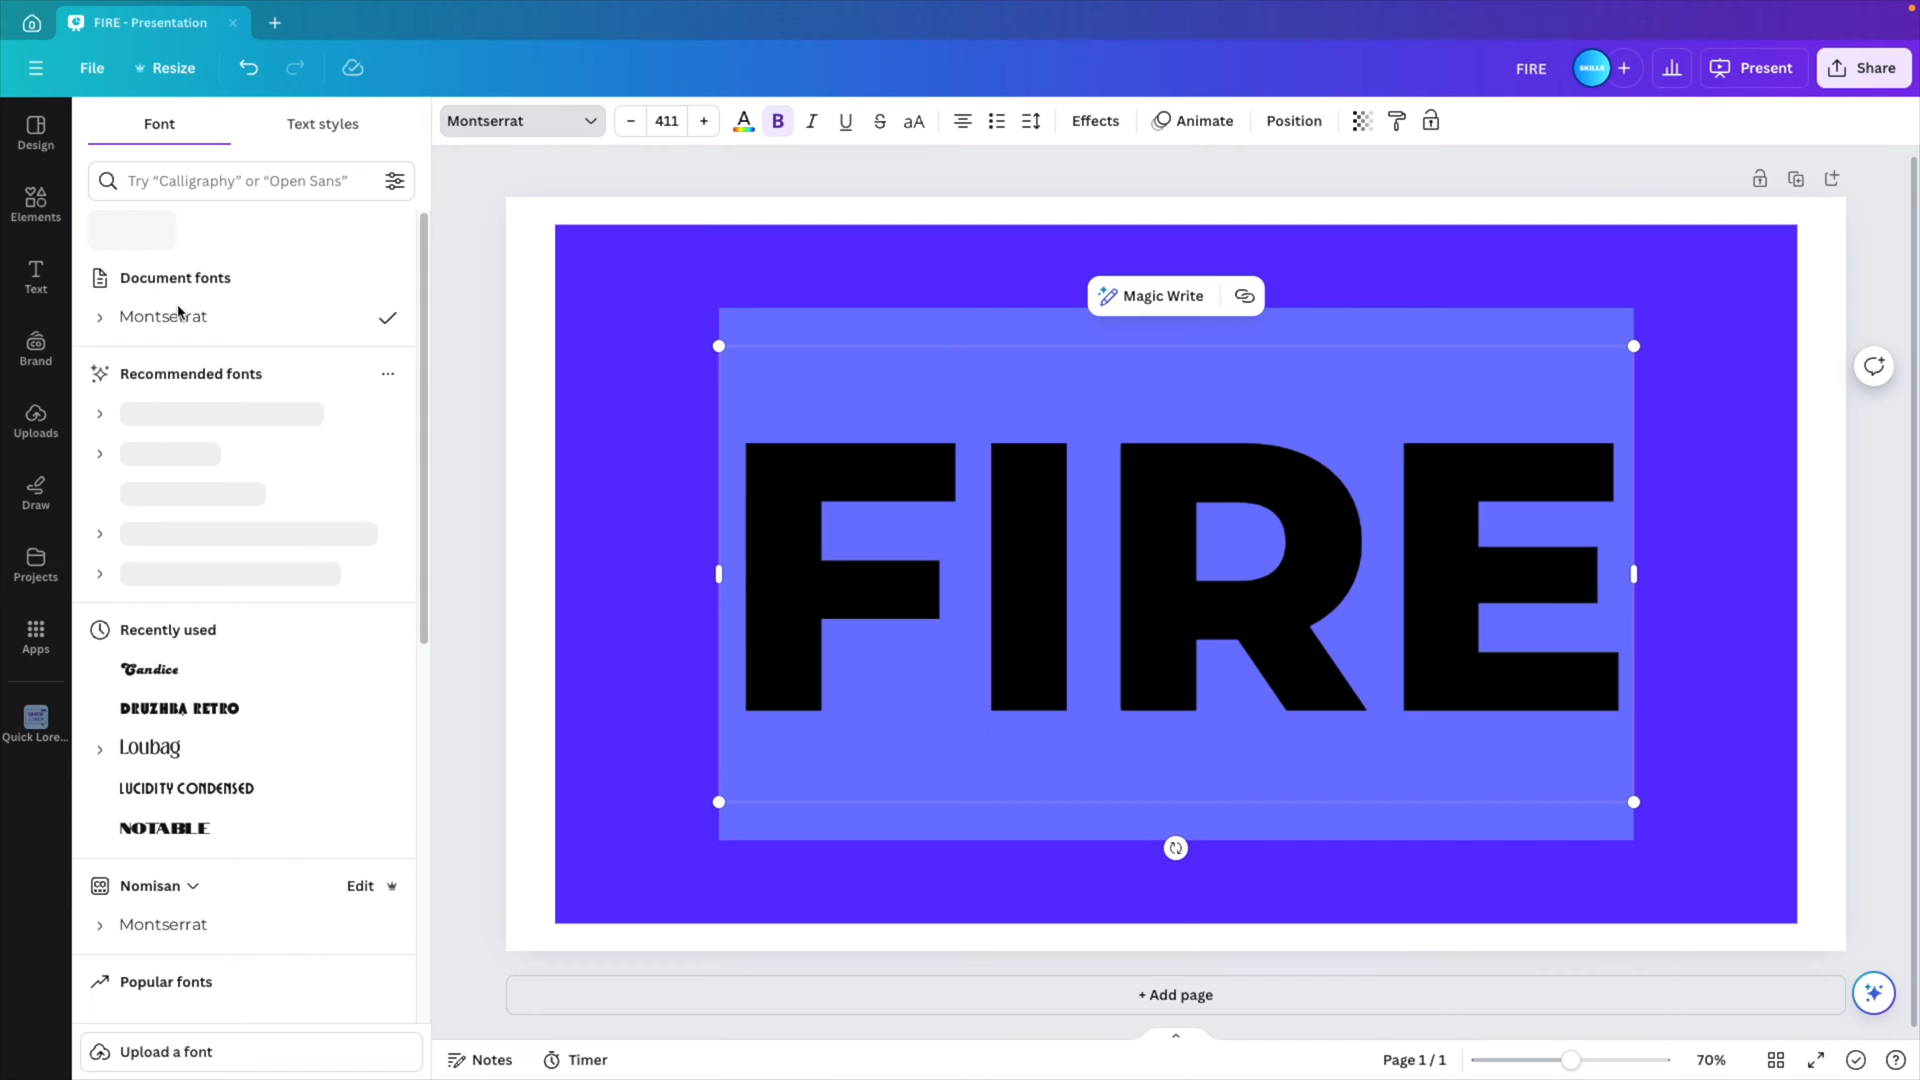 FIRE - Presentation
File
Resize
FIRE
SKILLS
Present
Share
Design
Elements
Text
Brand
Uploads
Draw
Projects
Apps
Quick Lore...
Font
Text styles
Try “Calligraphy” or “Open Sans”
Document fonts
Montserrat
Recommended fonts
Recently used
Candice
DRUZHBA RETRO
Loubag
LUCIDITY CONDENSED
NOTABLE
Nomisan
Edit
Montserrat
Popular fonts
Upload a font
Montserrat
411
A
B
I
U
S
aA
Effects
Animate
Position
Magic Write
FIRE
+ Add page
Notes
Timer
Page 1 / 1
70%